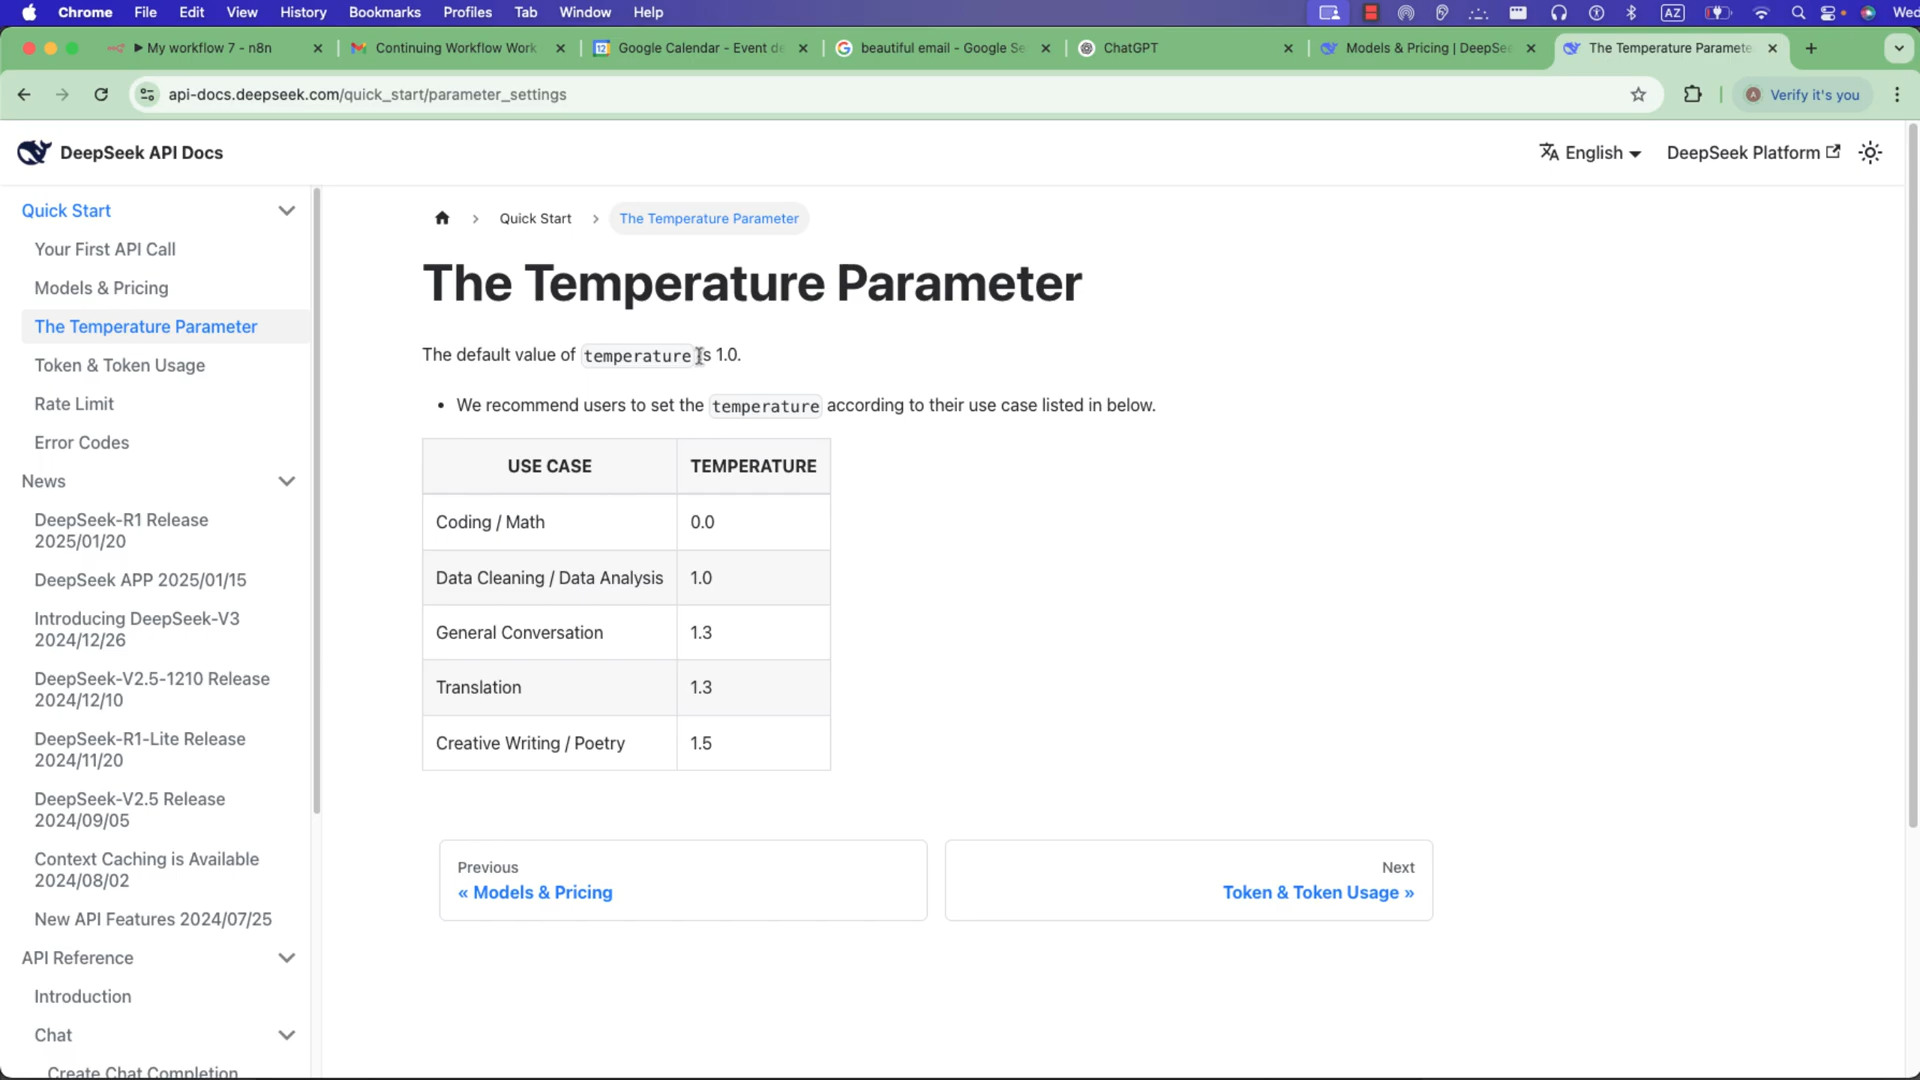 Chrome File Edit View History Bookmarks Profiles Tab Window Help AZ Wed
My workflow 7 - n8n Continuing Workflow Work 12 Google Calendar - Event de beautiful email - Google Se ChatGPT Models & Pricing | DeepSee The Temperature Paramete
api-docs.deepseek.com/quick_start/parameter_settings A Verify it's you
DeepSeek API Docs English DeepSeek Platform
Quick Start
Your First API Call
Models & Pricing
The Temperature Parameter
Token & Token Usage
Rate Limit
Error Codes
News
DeepSeek-R1 Release
2025/01/20
DeepSeek APP 2025/01/15
Introducing DeepSeek-V3
2024/12/26
DeepSeek-V2.5-1210 Release
2024/12/10
DeepSeek-R1-Lite Release
2024/11/20
DeepSeek-V2.5 Release
2024/09/05
Context Caching is Available
2024/08/02
New API Features 2024/07/25
API Reference
Introduction
Chat
Create Chat Completion
Quick Start The Temperature Parameter
The Temperature Parameter
The default value of temperature is 1.0.
• We recommend users to set the temperature according to their use case listed in below.
USE CASE TEMPERATURE
Coding / Math 0.0
Data Cleaning / Data Analysis 1.0
General Conversation 1.3
Translation 1.3
Creative Writing / Poetry 1.5
Previous
« Models & Pricing
Next
Token & Token Usage »